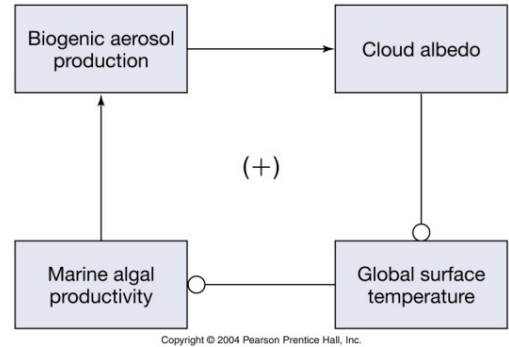 Biogenic aerosol
production
Cloud albedo
(+)
Marine algal
productivity
Global surface
temperature
Copyright © 2004 Pearson Prentice Hall, Inc.